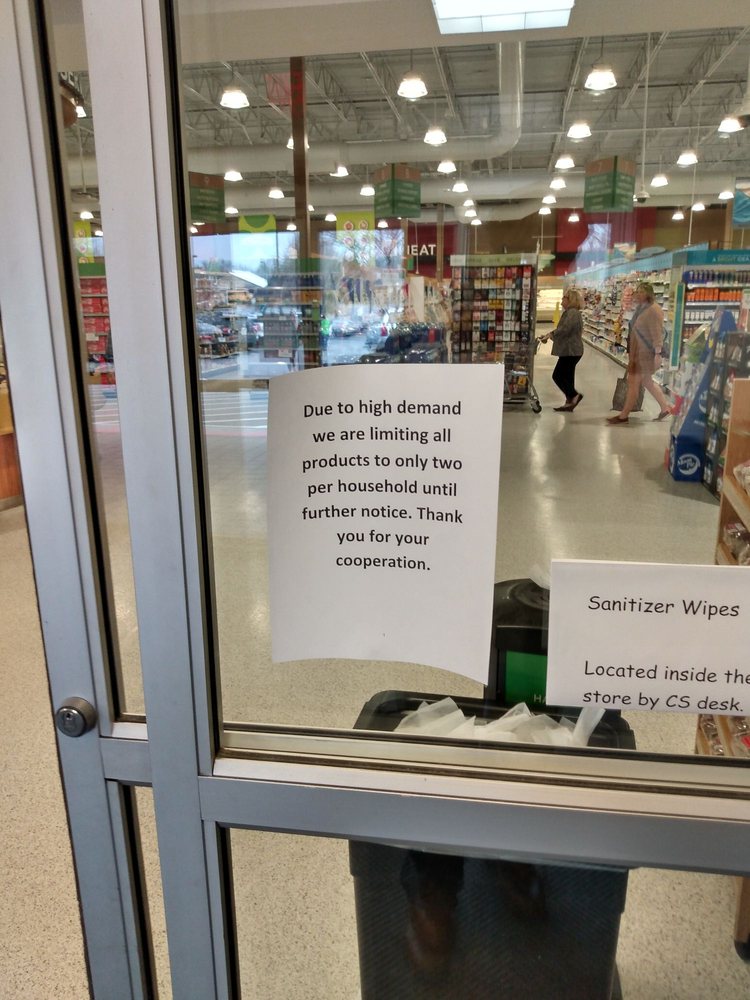 EAT
Due to high demand
we are limiting all
products to only two
per household until
further notice. Thank
you for your
cooperation.
Sanitizer Wipes
Located inside the
store by CS desk.